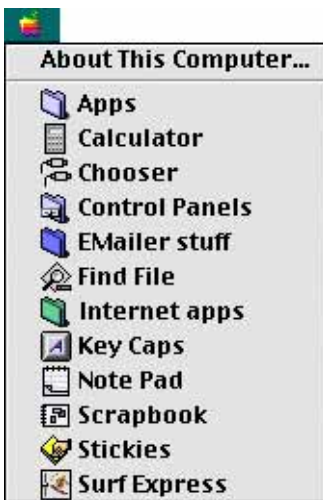 About This Computer...
Apps
Calculator
Chooser
Control Panels
EMailer stuff
Find File
Internet apps
Key Caps
Note Pad
Scrapbook
Stickies
Surf Express